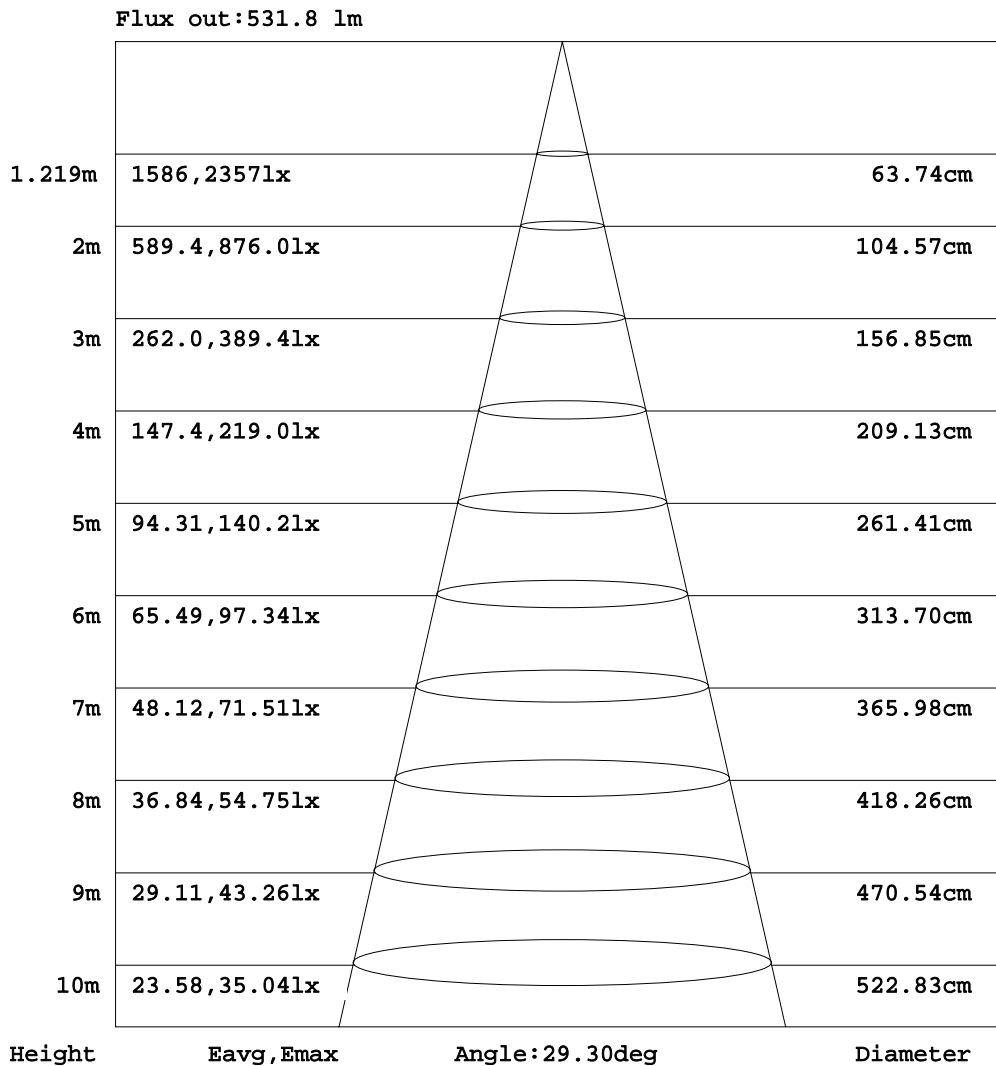 Flux out:531.8 lm
1.219m 1586,2357lx 63.74cm
2m 589.4,876.0lx 104.57cm
3m 262.0,389.4lx 156.85cm
4m 147.4,219.0lx 209.13cm
5m 94.31,140.2lx 261.41cm
6m 65.49,97.34lx 313.70cm
7m 48.12,71.51lx 365.98cm
8m 36.84,54.75lx 418.26cm
9m 29.11,43.26lx 470.54cm
10m 23.58,35.04lx 522.83cm
Height Eavg,Emax Angle:29.30deg Diameter